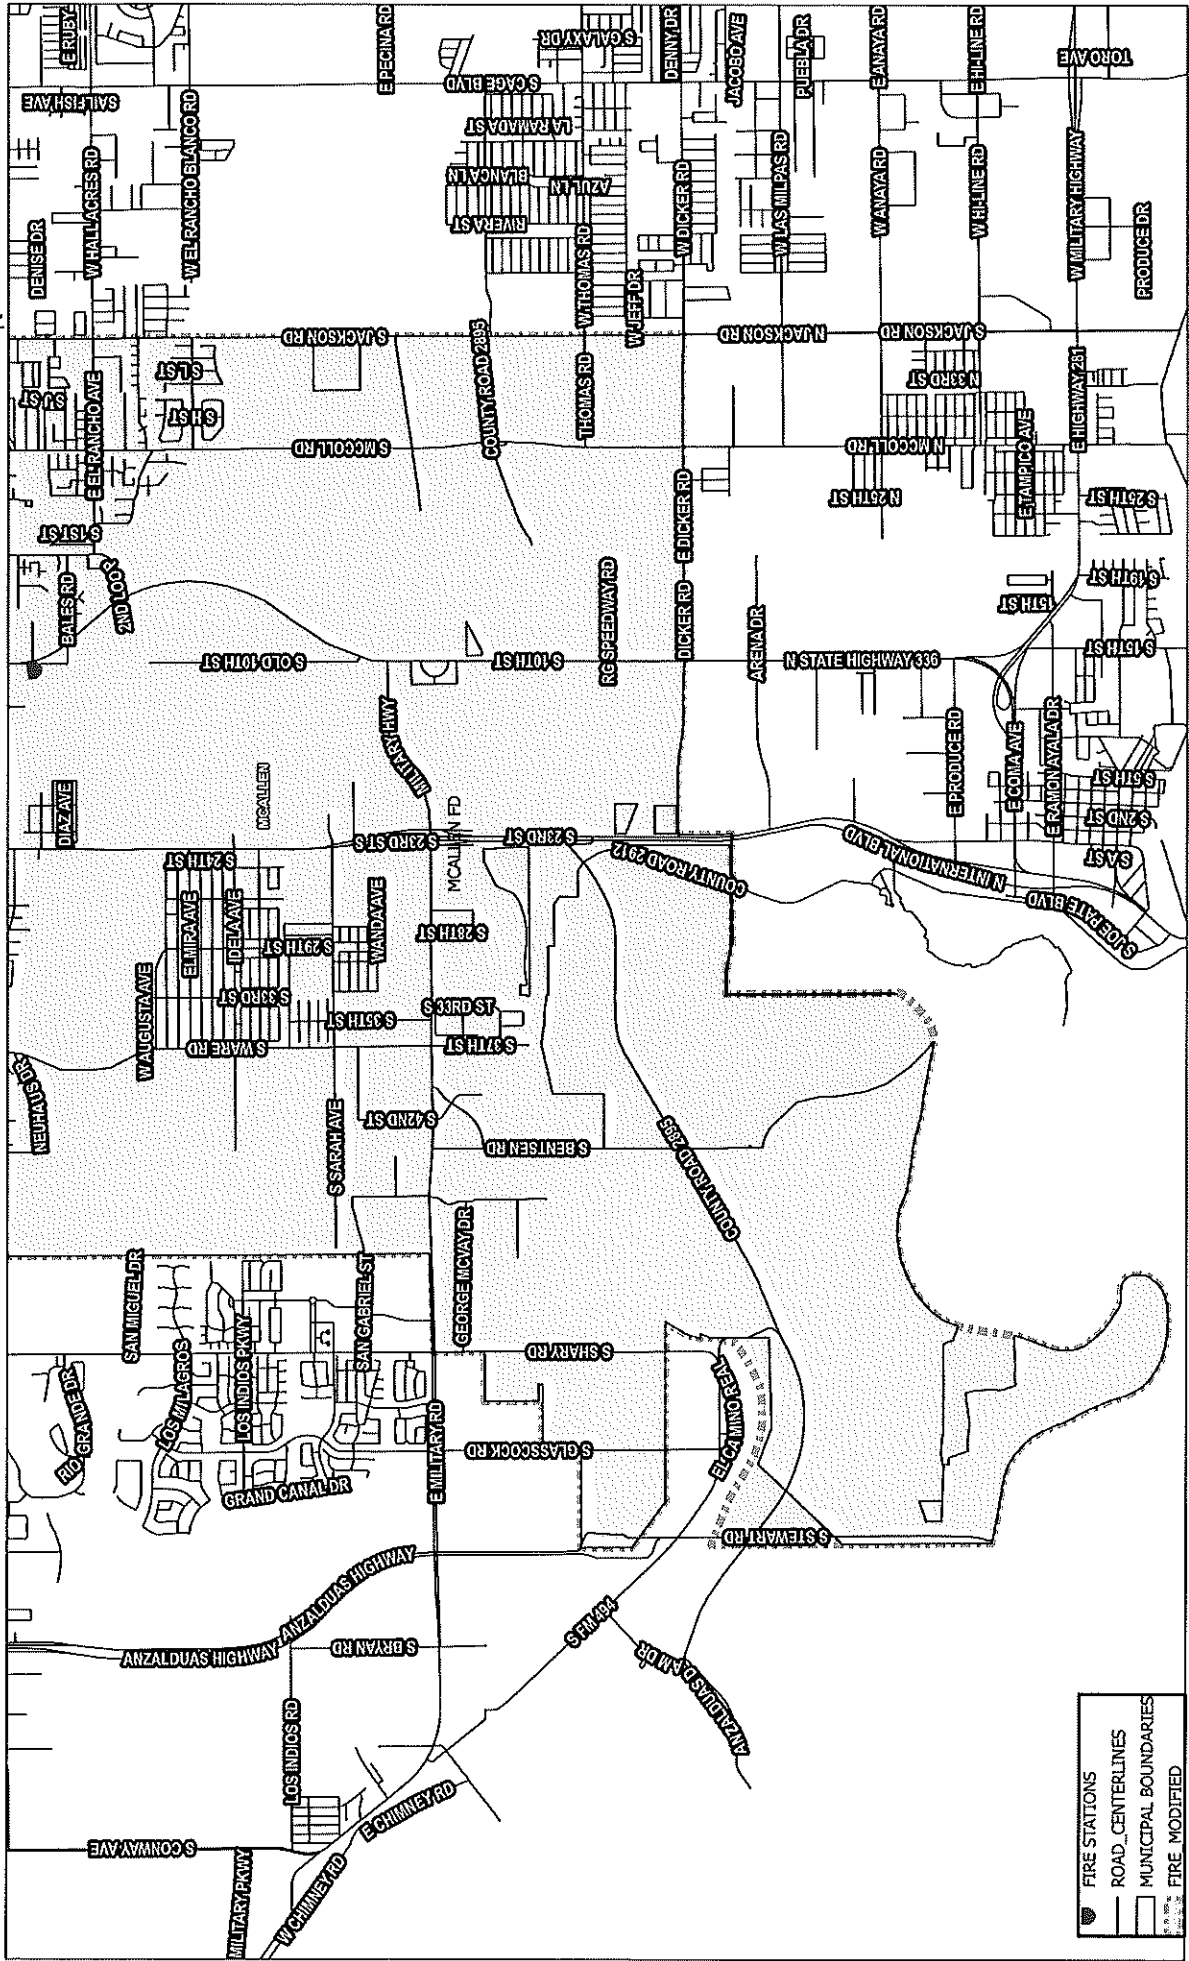 E RUBY
SAILFISH AVE
W HALL ACRES RD
DENISE DR
W EL RANCHO BLANCO RD
E PECINA RD
S CAGE BLVD
LA RAMADA ST
BLANCA LN
RIVERA ST
AZUL LN
S GALAXY DR
W THOMAS RD
W JEFF DR
DENNY DR
W DICKER RD
JACOBO AVE
PUEBLA DR
W LAS MILPAS RD
E ANAYA RD
W ANAYA RD
E HI-LINE RD
W HI-LINE RD
TORO AVE
W MILITARY HIGHWAY
PRODUCE DR
S JACKSON RD
N JACKSON RD
S JACKSON RD
S J ST
S L ST
S H ST
E EL RANCHO AVE
S MCCOLL RD
COUNTY ROAD 2895
THOMAS RD
N 33RD ST
N MCCOLL RD
E HIGHWAY 281
E TAMPICO AVE
N 25TH ST
S 25TH ST
S 1ST ST
BALES RD
2ND LOOP
E DICKER RD
RG SPEEDWAY RD
DICKER RD
ARENA DR
S 19TH ST
15TH ST
S 15TH ST
S OLD 10TH ST
S 10TH ST
N STATE HIGHWAY 336
MILITARY HWY
E PRODUCE RD
E COMA AVE
E RAMON AYALA DR
S 5TH ST
S 2ND ST
S A ST
DIAZ AVE
MCALLEN
MCALLEN FD
S 24TH ST
S 23RD ST S
S 23RD ST
COUNTY ROAD 2912
N INTERNATIONAL BLVD
S JOE PATE BLVD
ELMIRA AVE
IDELA AVE
S 29TH ST
WANDA AVE
S 28TH ST
W AUGUSTA AVE
S 33RD ST
S 35TH ST
S 33RD ST
S WARE RD
S 37TH ST
NEUHAUS DR
S SARAH AVE
S 42ND ST
S BENTSEN RD
COUNTY ROAD 2895
SAN MIGUEL DR
GEORGE MCVAY DR
SAN GABRIEL ST
LOS INDIOS PKWY
LOS MILAGROS
RIO GRANDE DR
S SHARY RD
EL CAMINO REAL
S GLASSCOCK RD
E MILITARY RD
GRAND CANAL DR
S STEWART RD
ANZALDUAS HIGHWAY
ANZALDUAS HIGHWAY
S BRYAN RD
S FM 494
ANZALDUAS DAM DR
LOS INDIOS RD
E CHIMNEY RD
S CONWAY AVE
MILITARY PKWY
W CHIMNEY RD
FIRE STATIONS
ROAD_CENTERLINES
MUNICIPAL BOUNDARIES
FIRE MODIFIED